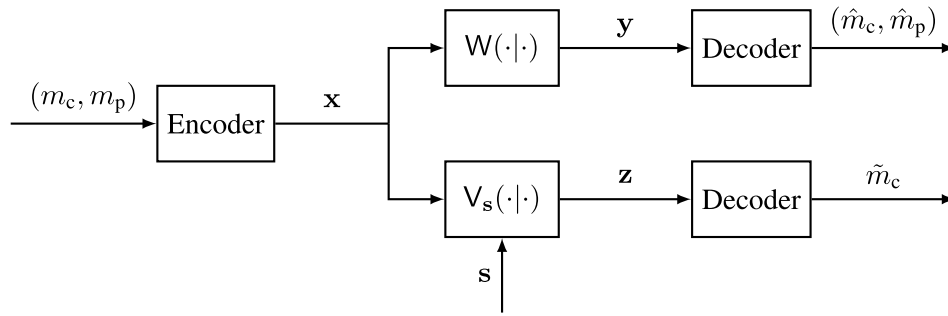 (m_c, m_p)
Encoder
x
W(·|·)
y
Decoder
(m̂_c, m̂_p)
V_s(·|·)
z
Decoder
m̃_c
s